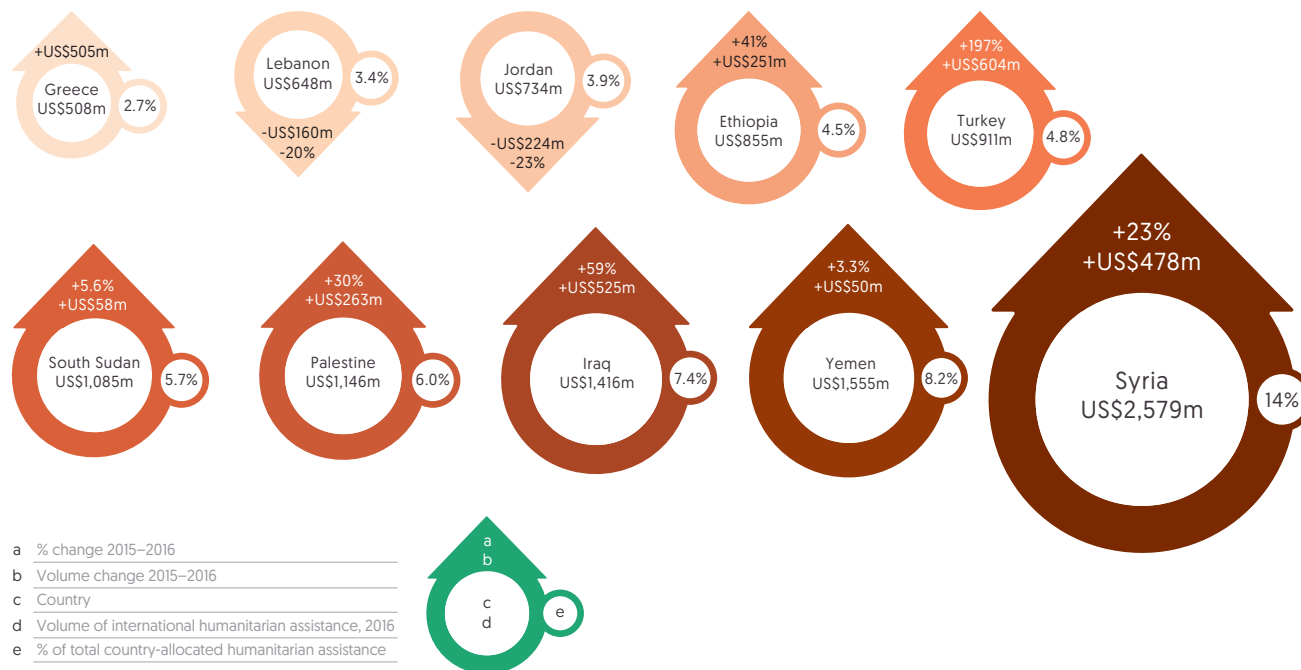 +US$505m
Greece
US$508m
2.7%
Lebanon
US$648m
3.4%
-US$160m
-20%
Jordan
US$734m
3.9%
-US$224m
-23%
+41%
+US$251m
Ethiopia
US$855m
4.5%
+197%
+US$604m
Turkey
US$911m
4.8%
+5.6%
+US$58m
South Sudan
US$1,085m
5.7%
+30%
+US$263m
Palestine
US$1,146m
6.0%
+59%
+US$525m
Iraq
US$1,416m
7.4%
+3.3%
+US$50m
Yemen
US$1,555m
8.2%
+23%
+US$478m
Syria
US$2,579m
14%
a % change 2015–2016
b Volume change 2015–2016
c Country
d Volume of international humanitarian assistance, 2016
e % of total country-allocated humanitarian assistance
a
b
c
d
e